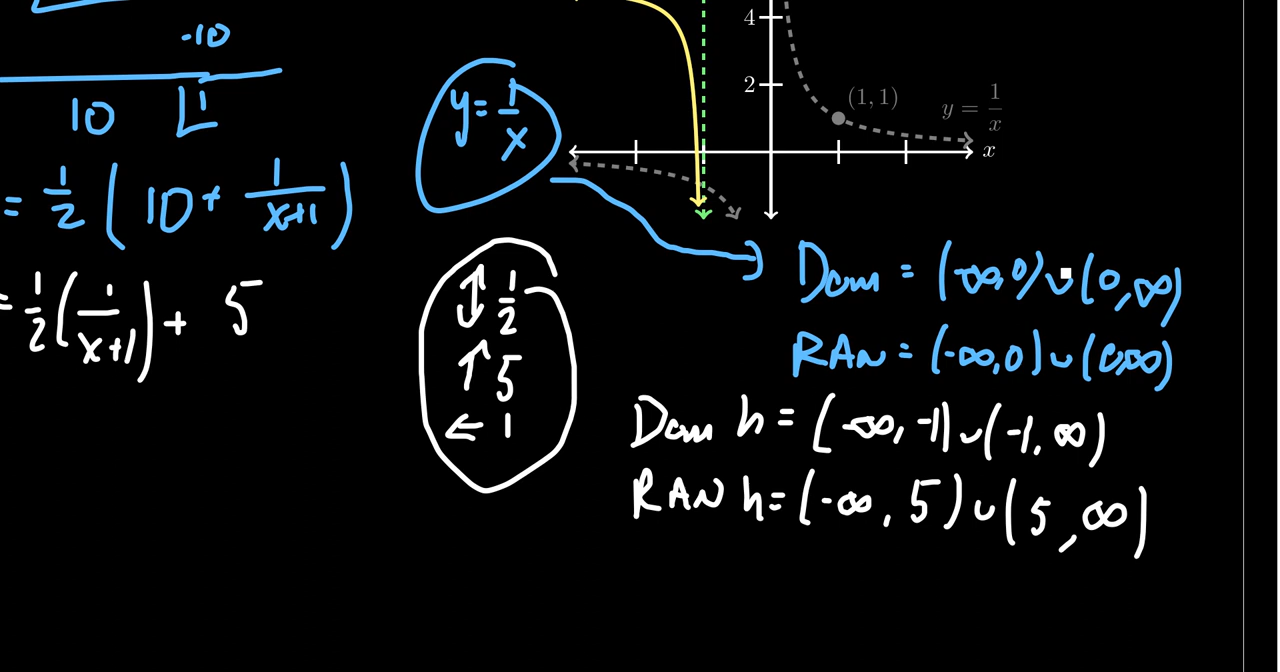 -10
10 1
= 1/2 ( 10 + 1/(x+1) )
= 1/2 ( 1/(x+1) ) + 5
y = 1/x
↕ 1/2
↑ 5
← 1
4
2
(1, 1)
y = 1/x
x
Dom = (-∞,0) ∪ (0,∞)
RAN = (-∞,0) ∪ (0,∞)
Dom h = (-∞, -1) ∪ (-1, ∞)
RAN h = (-∞, 5) ∪ (5, ∞)